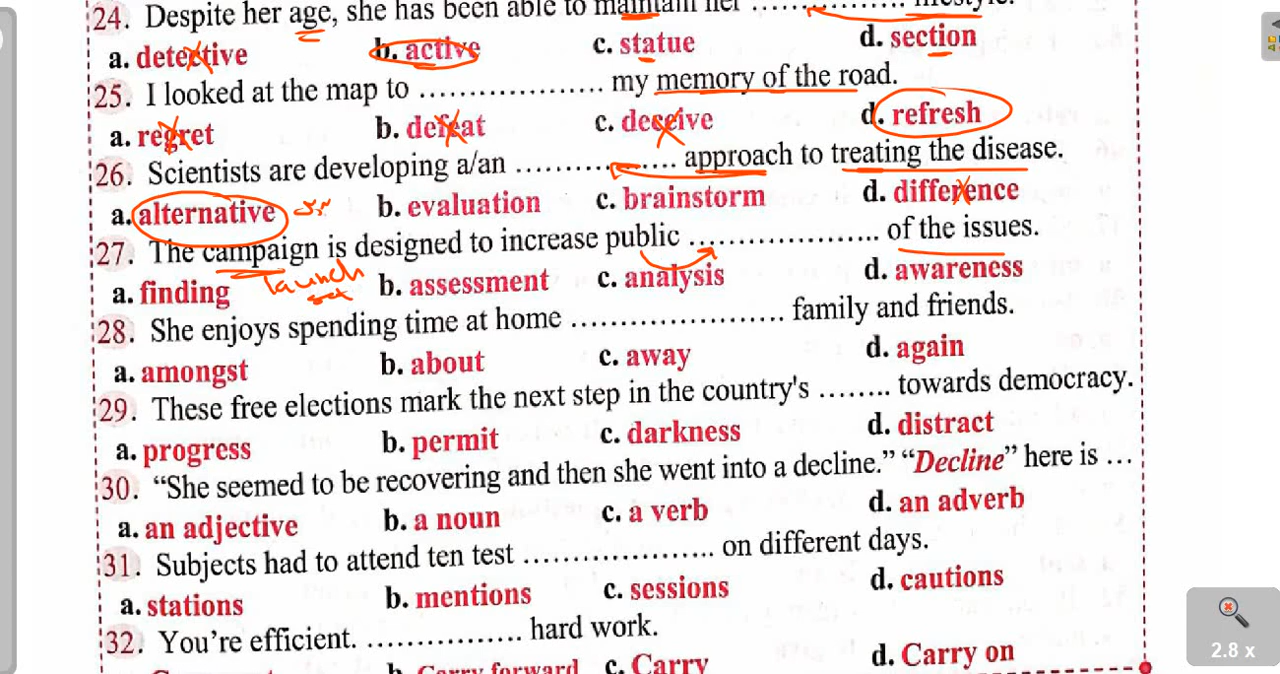 24. Despite her age, she has been able to maintain her .................... lifestyle.
a. detective b. active c. statue d. section
25. I looked at the map to .................. my memory of the road.
a. regret b. defeat c. deceive d. refresh
26. Scientists are developing a/an ................ approach to treating the disease.
a. alternative b. evaluation c. brainstorm d. difference
27. The campaign is designed to increase public ................... of the issues.
launch
a. finding b. assessment c. analysis d. awareness
28. She enjoys spending time at home ..................... family and friends.
a. amongst b. about c. away d. again
29. These free elections mark the next step in the country's ........ towards democracy.
a. progress b. permit c. darkness d. distract
30. “She seemed to be recovering and then she went into a decline.” “Decline” here is ...
a. an adjective b. a noun c. a verb d. an adverb
31. Subjects had to attend ten test ................... on different days.
a. stations b. mentions c. sessions d. cautions
32. You’re efficient. ................ hard work.
b. Carry forward c. Carry d. Carry on
2.8 x